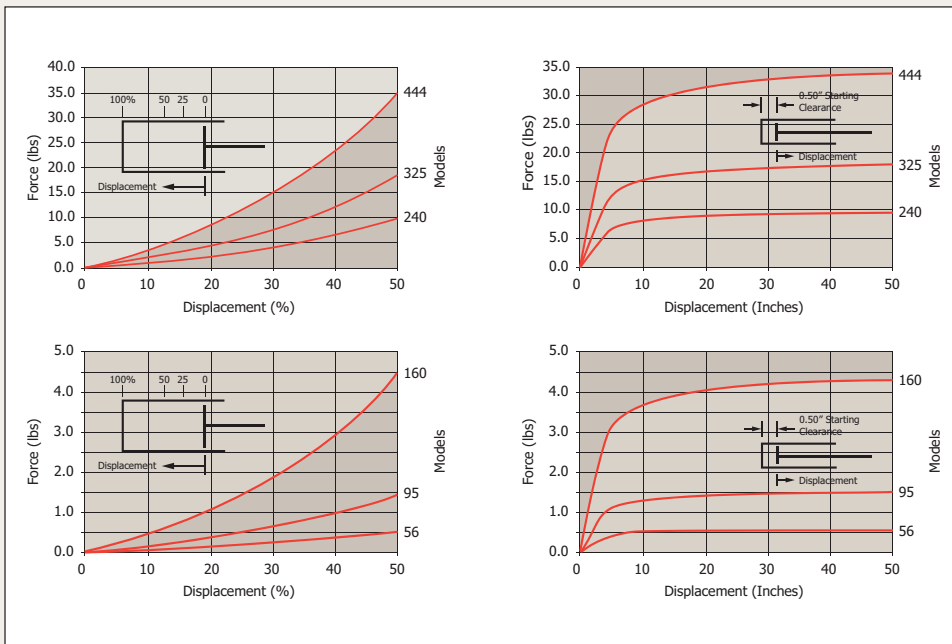 40.0
35.0
30.0
25.0
20.0
15.0
10.0
5.0
0.0
Force (lbs)
100% 50 25 0
Displacement
444
325
240
Models
0 10 20 30 40 50
Displacement (%)
35.0
30.0
25.0
20.0
15.0
10.0
5.0
0.0
Force (lbs)
0.50" Starting
Clearance
Displacement
444
325
240
Models
0 10 20 30 40 50
Displacement (Inches)
5.0
4.0
3.0
2.0
1.0
0.0
Force (lbs)
100% 50 25 0
Displacement
160
95
56
Models
0 10 20 30 40 50
Displacement (%)
5.0
4.0
3.0
2.0
1.0
0.0
Force (lbs)
0.50" Starting
Clearance
Displacement
160
95
56
Models
0 10 20 30 40 50
Displacement (Inches)